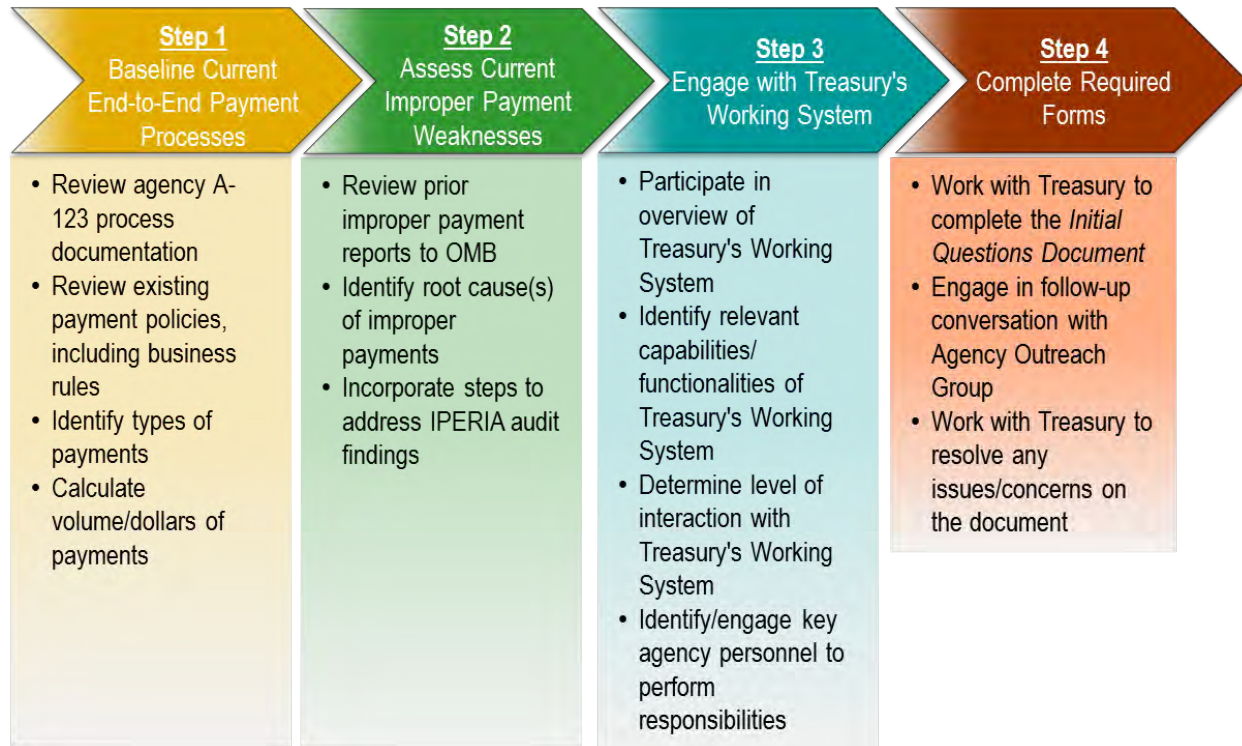 Step 1
Baseline Current
End-to-End Payment
Processes
• Review agency A-
123 process
documentation
• Review existing
payment policies,
including business
rules
• Identify types of
payments
• Calculate
volume/dollars of
payments
Step 2
Assess Current
Improper Payment
Weaknesses
• Review prior
improper payment
reports to OMB
• Identify root cause(s)
of improper
payments
• Incorporate steps to
address IPERIA audit
findings
Step 3
Engage with Treasury's
Working System
• Participate in
overview of
Treasury's Working
System
• Identify relevant
capabilities/
functionalities of
Treasury's Working
System
• Determine level of
interaction with
Treasury's Working
System
• Identify/engage key
agency personnel to
perform
responsibilities
Step 4
Complete Required
Forms
• Work with Treasury to
complete the Initial
Questions Document
• Engage in follow-up
conversation with
Agency Outreach
Group
• Work with Treasury to
resolve any
issues/concerns on
the document